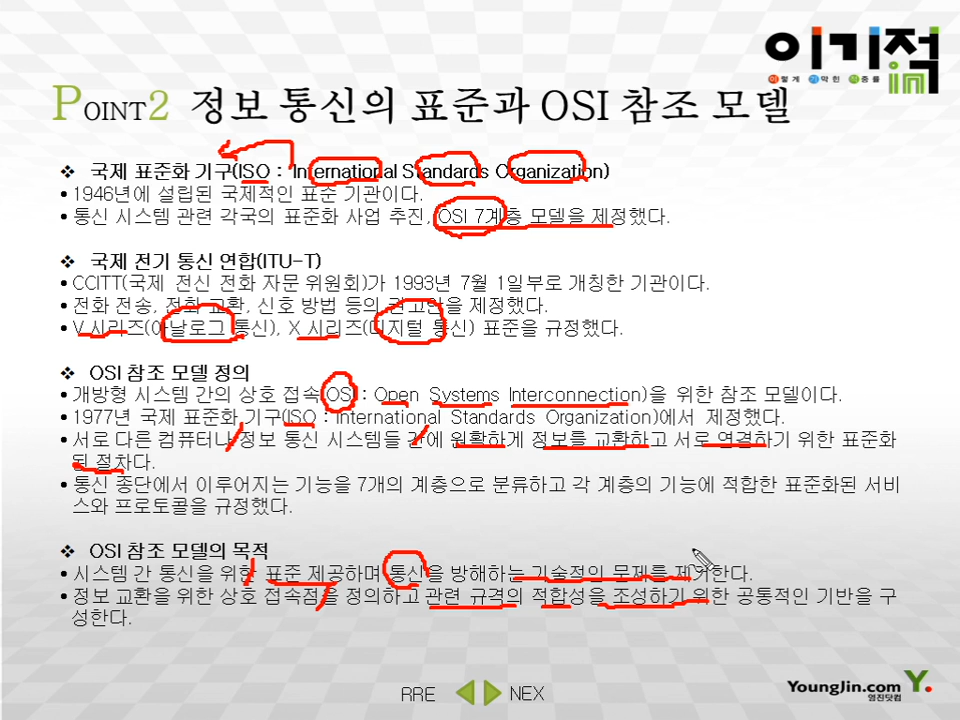 이기적in
이렇게 기막힌 적중률
POINT2 정보 통신의 표준과 OSI 참조 모델
❖ 국제 표준화 기구(ISO : International Standards Organization)
• 1946년에 설립된 국제적인 표준 기관이다.
• 통신 시스템 관련 각국의 표준화 사업 추진, OSI 7계층 모델을 제정했다.
❖ 국제 전기 통신 연합(ITU-T)
• CCITT(국제 전신 전화 자문 위원회)가 1993년 7월 1일부로 개칭한 기관이다.
• 전화 전송, 전화 교환, 신호 방법 등의 권고안을 제정했다.
• V 시리즈(아날로그 통신), X 시리즈(디지털 통신) 표준을 규정했다.
❖ OSI 참조 모델 정의
• 개방형 시스템 간의 상호 접속(OSI : Open Systems Interconnection)을 위한 참조 모델이다.
• 1977년 국제 표준화 기구(ISO : International Standards Organization)에서 제정했다.
• 서로 다른 컴퓨터나 정보 통신 시스템들 간에 원활하게 정보를 교환하고 서로 연결하기 위한 표준화
된 절차다.
• 통신 종단에서 이루어지는 기능을 7개의 계층으로 분류하고 각 계층의 기능에 적합한 표준화된 서비
스와 프로토콜을 규정했다.
❖ OSI 참조 모델의 목적
• 시스템 간 통신을 위한 표준 제공하며 통신을 방해하는 기술적인 문제를 제거한다.
• 정보 교환을 위한 상호 접속점을 정의하고 관련 규격의 적합성을 조성하기 위한 공통적인 기반을 구
성한다.
RRE NEX
YoungJin.com Y.
영진닷컴